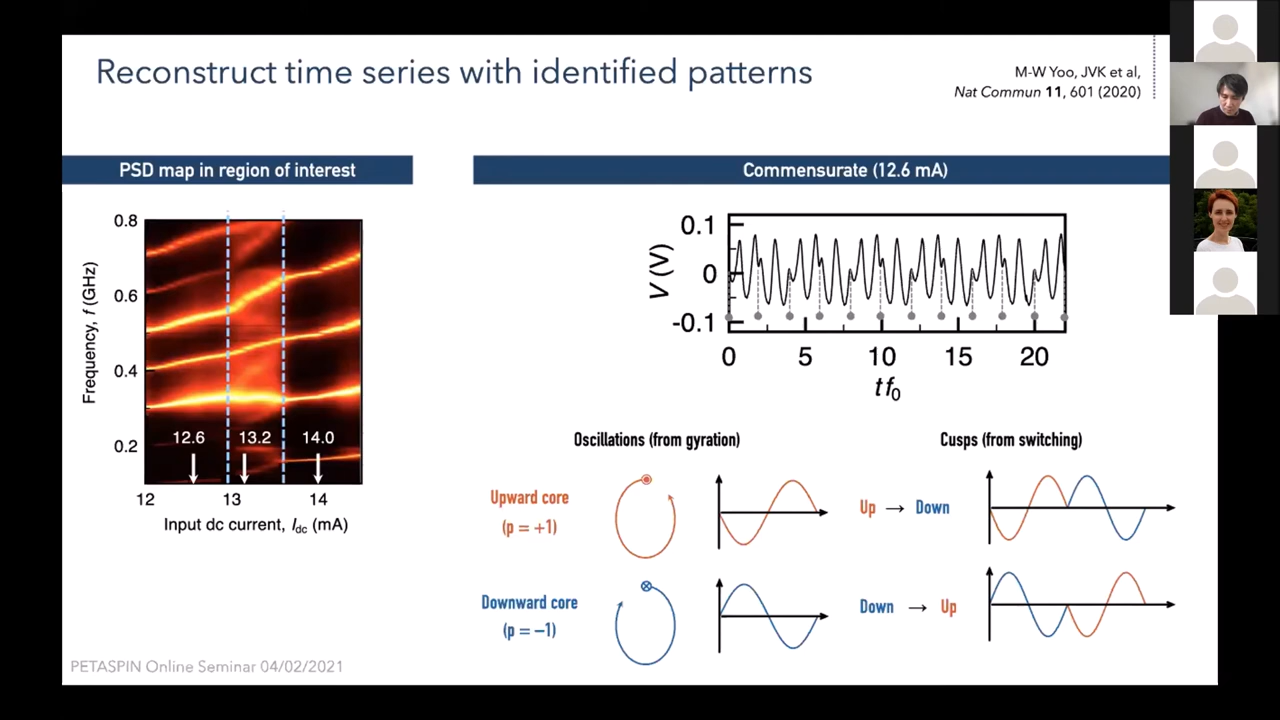 Reconstruct time series with identified patterns
M-W Yoo, JVK et al,
Nat Commun 11, 601 (2020)
PSD map in region of interest
Commensurate (12.6 mA)
0.8
0.6
0.4
0.2
Frequency, f (GHz)
12.6
13.2
14.0
12
13
14
Input dc current, Idc (mA)
0.1
0
-0.1
V (V)
0
5
10
15
20
t f0
Oscillations (from gyration)
Cusps (from switching)
Upward core
(p = +1)
Up → Down
Downward core
(p = −1)
Down → Up
PETASPIN Online Seminar 04/02/2021